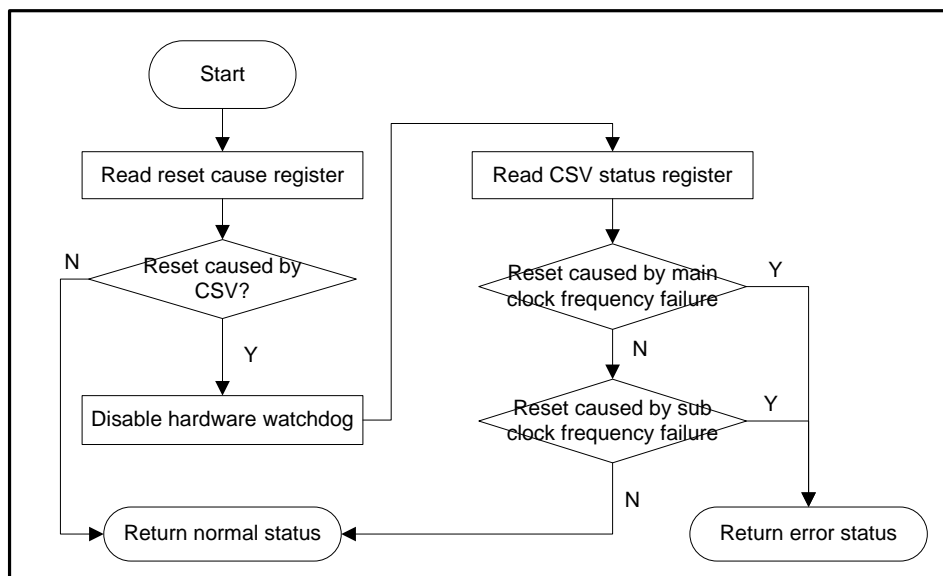 Start
Read reset cause register
N
Reset caused by
CSV?
Y
Disable hardware watchdog
Return normal status
Read CSV status register
Reset caused by main
clock frequency failure
Y
N
Reset caused by sub
clock frequency failure
Y
N
Return error status